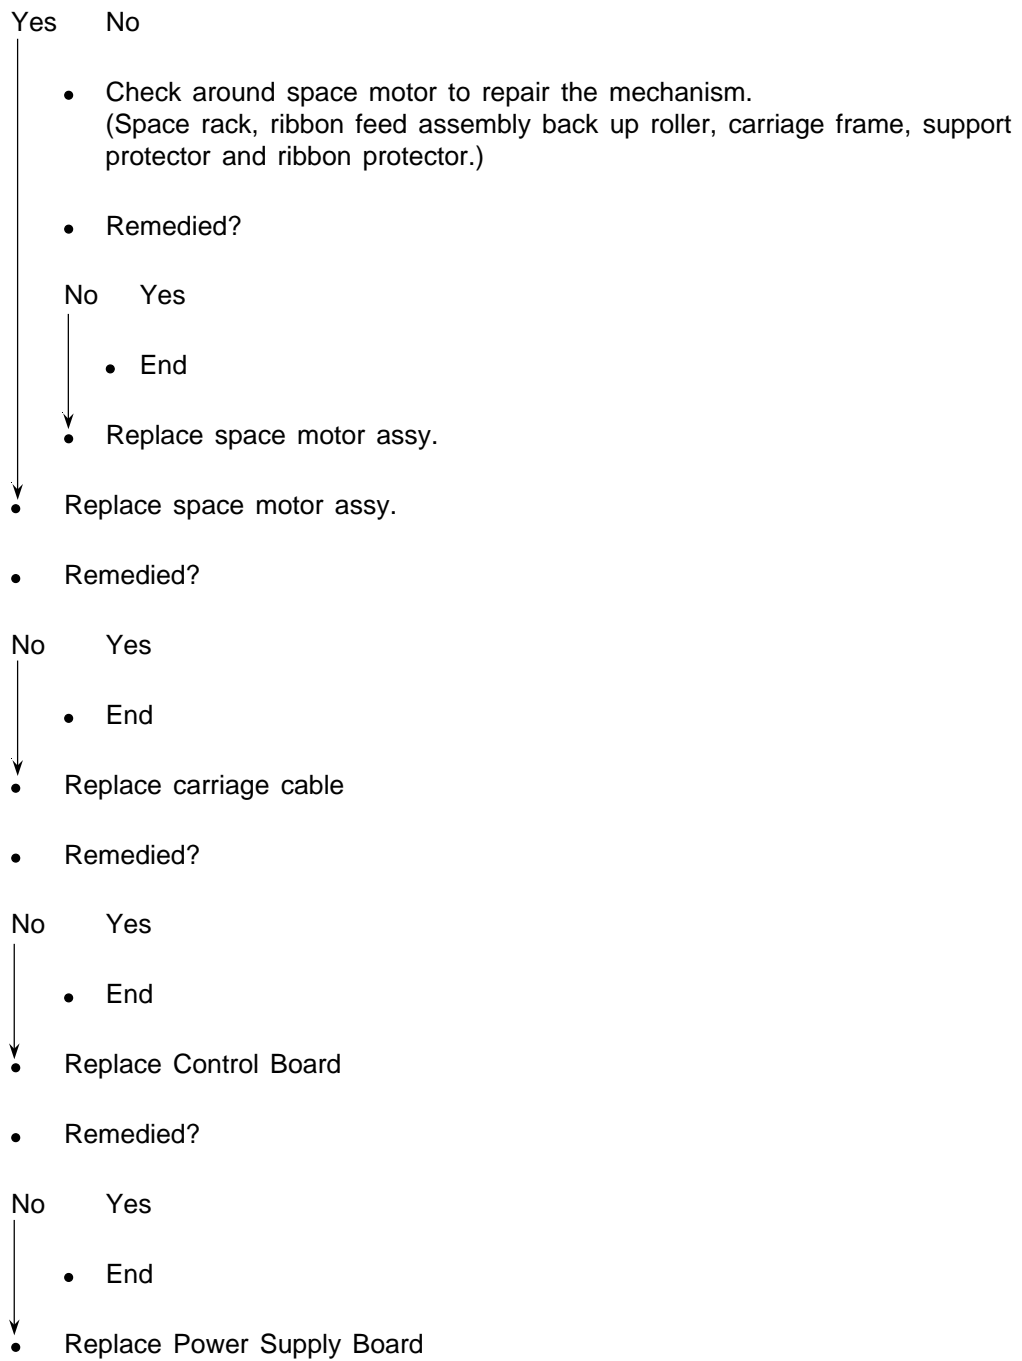 Yes No
• Check around space motor to repair the mechanism.
(Space rack, ribbon feed assembly back up roller, carriage frame, support
protector and ribbon protector.)
• Remedied?
No Yes
• End
• Replace space motor assy.
• Replace space motor assy.
• Remedied?
No Yes
• End
• Replace carriage cable
• Remedied?
No Yes
• End
• Replace Control Board
• Remedied?
No Yes
• End
• Replace Power Supply Board